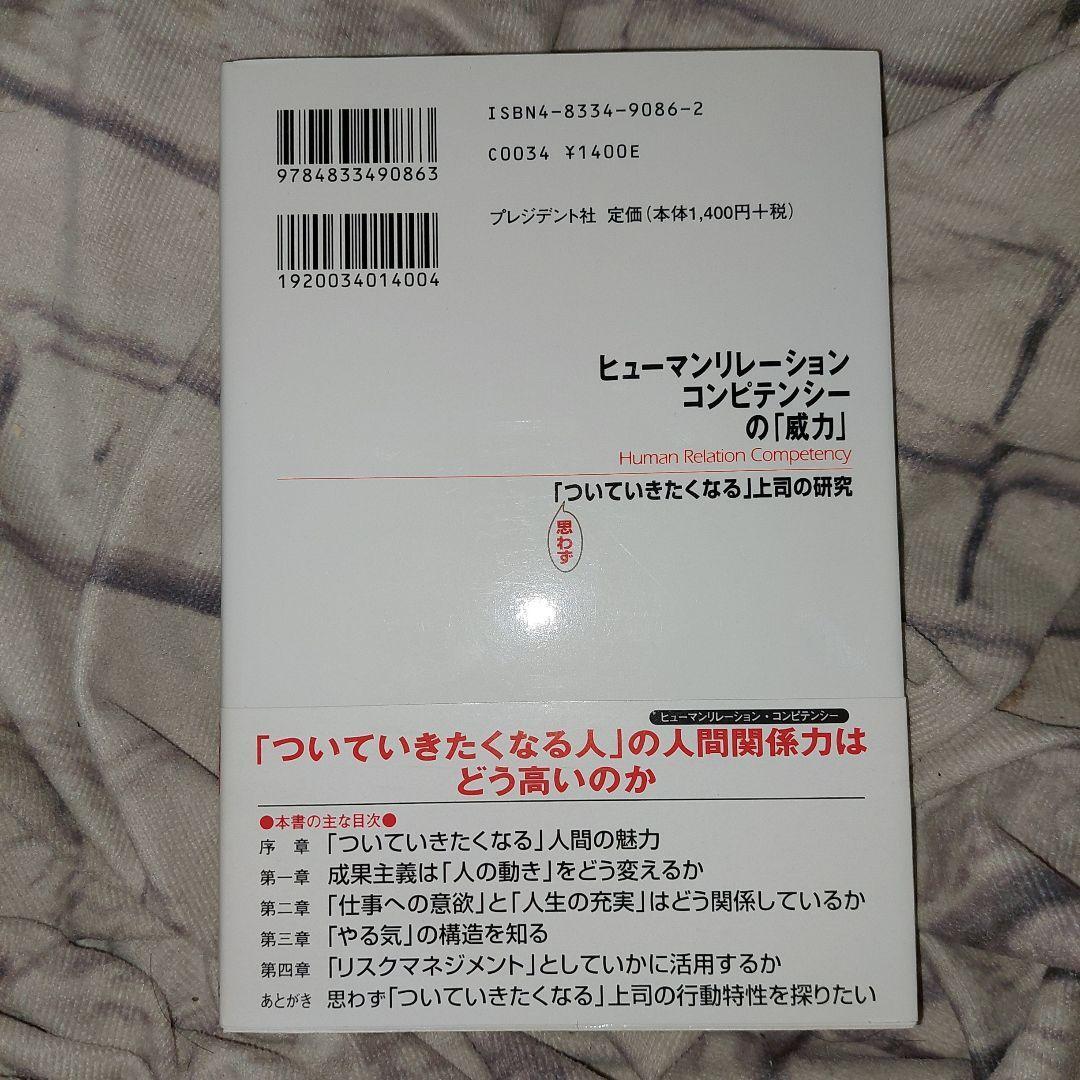 ISBN4-8334-9086-2
9784833490863
C0034 ¥1400E
プレジデント社 定価(本体1,400円+税)
1920034014004
ヒューマンリレーション
コンピテンシー
の「威力」
Human Relation Competency
「ついていきたくなる」上司の研究
思わず
ヒューマンリレーション・コンピテンシー
「ついていきたくなる人」の人間関係力は
どう高いのか
●本書の主な目次●
序 章 「ついていきたくなる」人間の魅力
第一章 成果主義は「人の動き」をどう変えるか
第二章 「仕事への意欲」と「人生の充実」はどう関係しているか
第三章 「やる気」の構造を知る
第四章 「リスクマネジメント」としていかに活用するか
あとがき 思わず「ついていきたくなる」上司の行動特性を探りたい